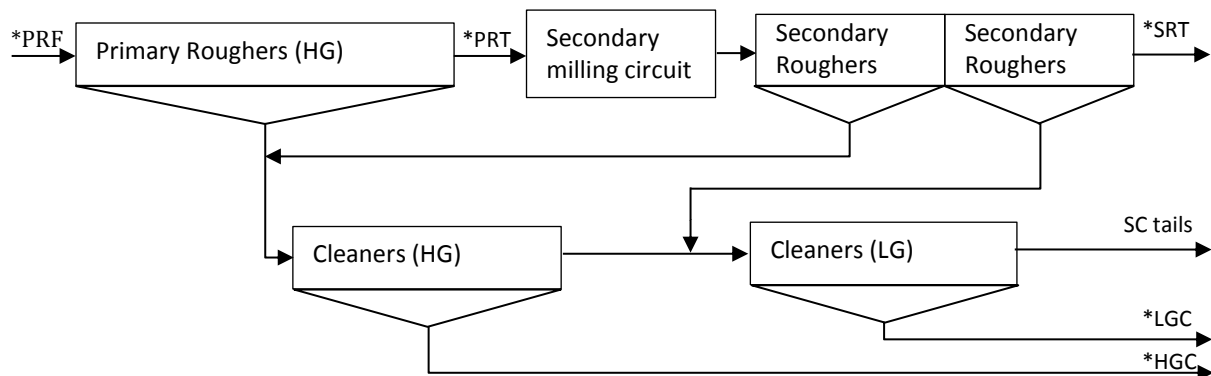 *PRF
Primary Roughers (HG)
*PRT
Secondary
milling circuit
Secondary
Roughers
Secondary
Roughers
*SRT
Cleaners (HG)
Cleaners (LG)
SC tails
*LGC
*HGC